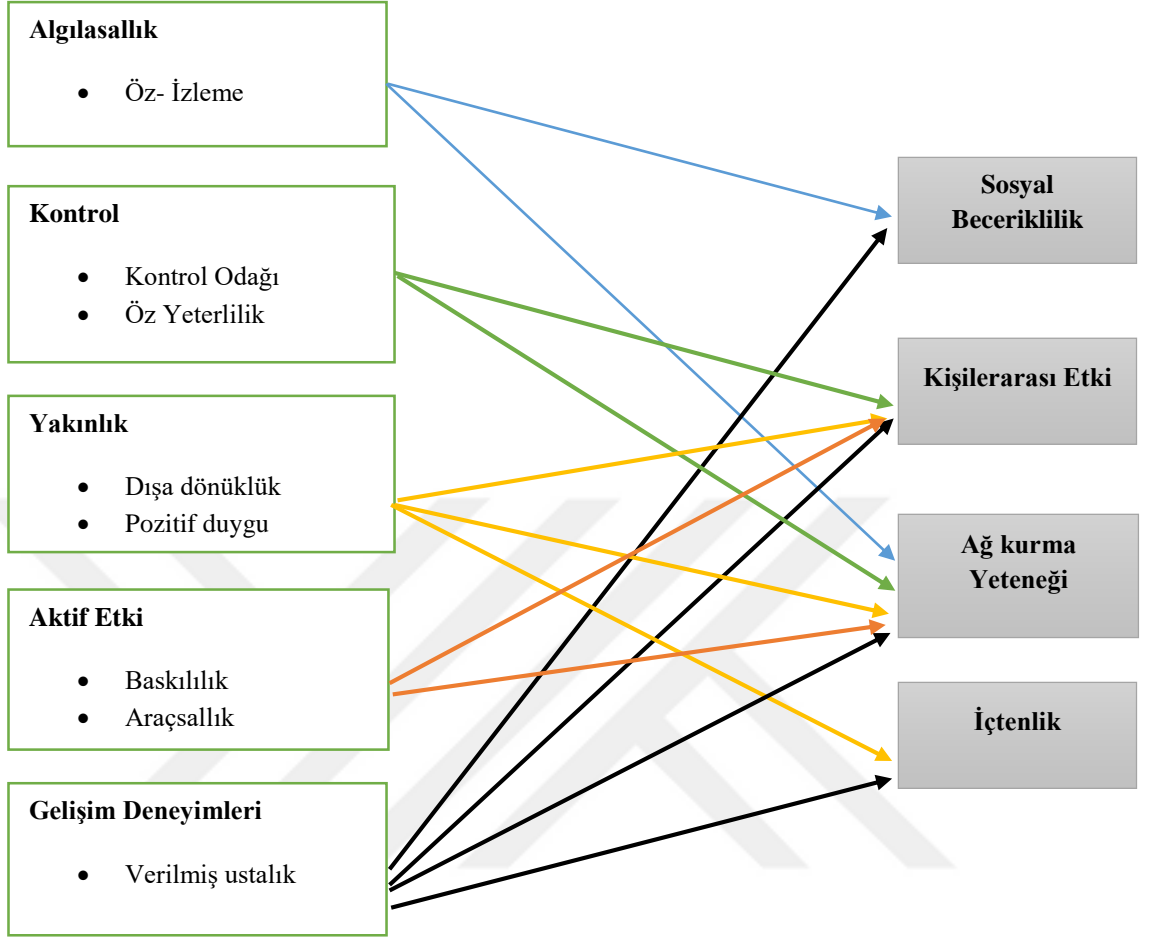 Algılasallık
• Öz- İzleme
Kontrol
• Kontrol Odağı
• Öz Yeterlilik
Yakınlık
• Dışa dönüklük
• Pozitif duygu
Aktif Etki
• Baskılılık
• Araçsallık
Gelişim Deneyimleri
• Verilmiş ustalık
Sosyal
Beceriklilik
Kişilerarası Etki
Ağ kurma
Yeteneği
İçtenlik